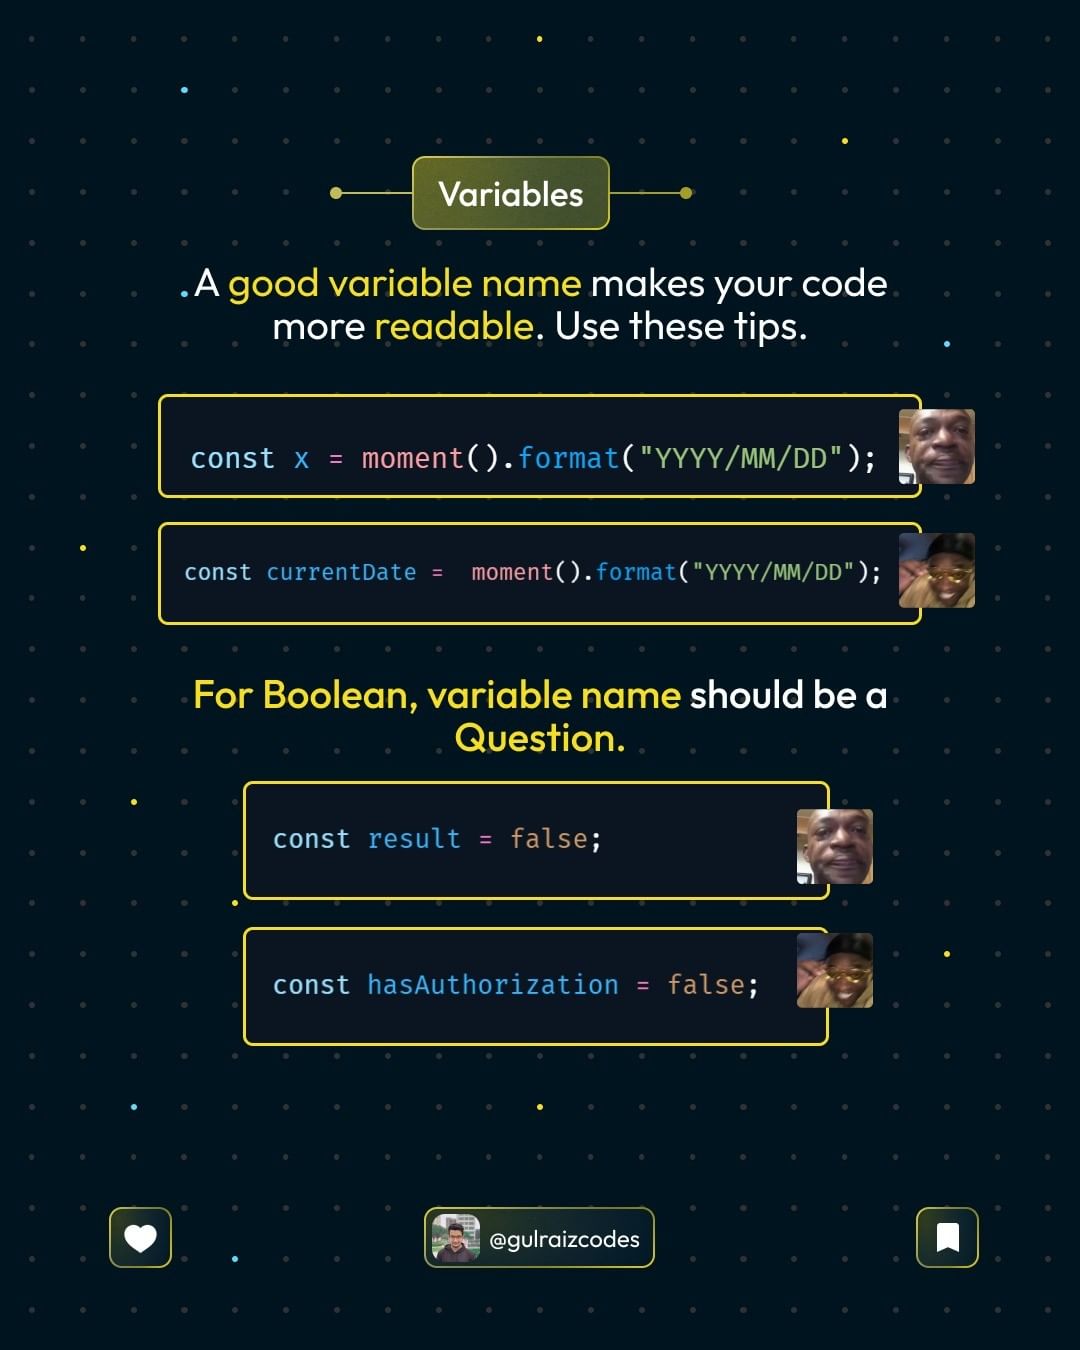 Variables
A good variable name makes your code
more readable. Use these tips.
const x = moment().format("YYYY/MM/DD");
const currentDate =  moment().format("YYYY/MM/DD");
For Boolean, variable name should be a
Question.
const result = false;
const hasAuthorization = false;
@gulraizcodes